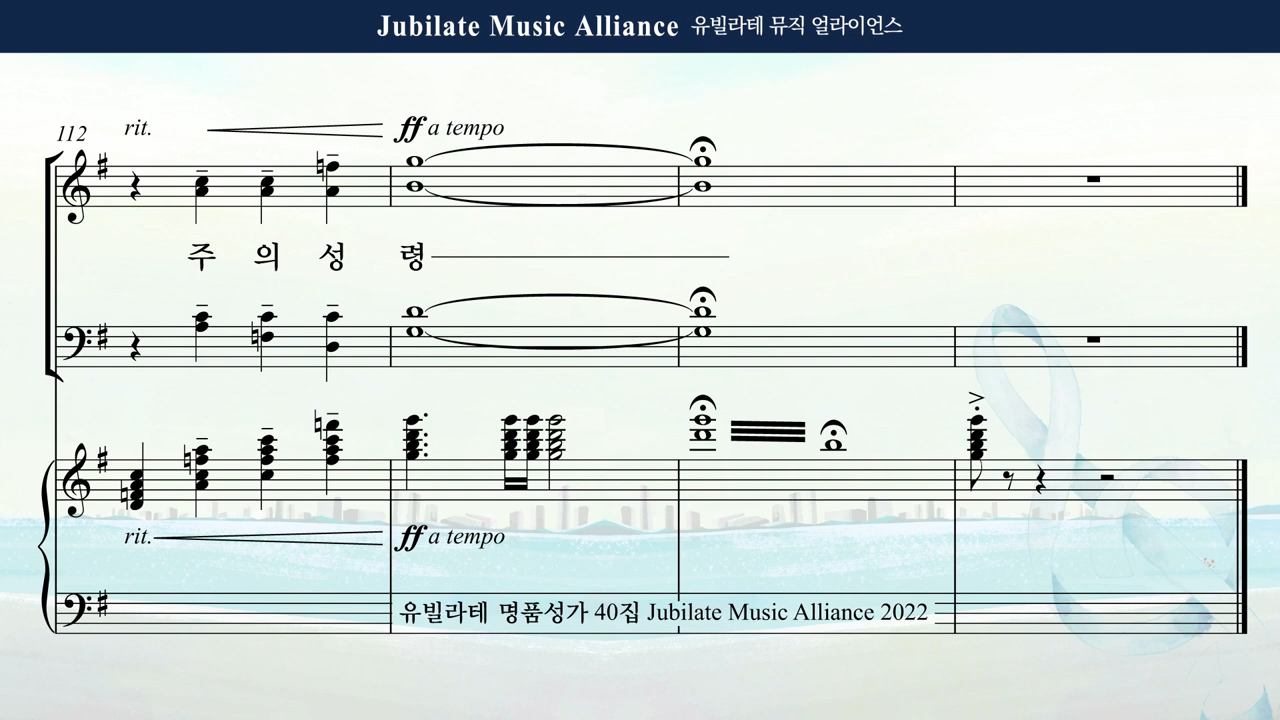 Jubilate Music Alliance 유빌라테 뮤직 얼라이언스
112 rit. ff a tempo
주 의 성 령
rit. ff a tempo
유빌라테 명품성가 40집 Jubilate Music Alliance 2022